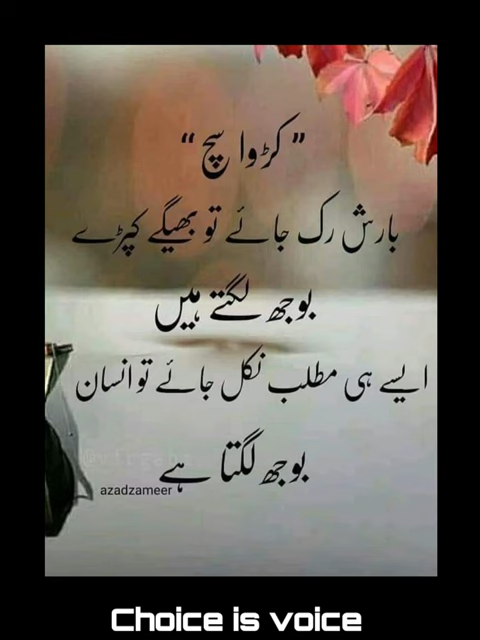 ” کڑوا سچ “
بارش رک جائے تو بھیگے کپڑے
بوجھ لگتے ہیں
ایسے ہی مطلب نکل جائے تو انسان
بوجھ لگتا ہے
azadzameer
Choice is voice